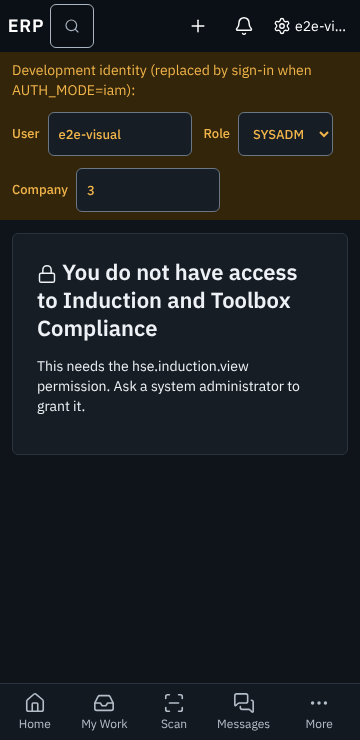 ERP
e2e-vi...
Development identity (replaced by sign-in when
AUTH_MODE=iam):
User e2e-visual Role SYSADM
Company 3
You do not have access
to Induction and Toolbox
Compliance
This needs the hse.induction.view
permission. Ask a system administrator to
grant it.
Home My Work Scan Messages More